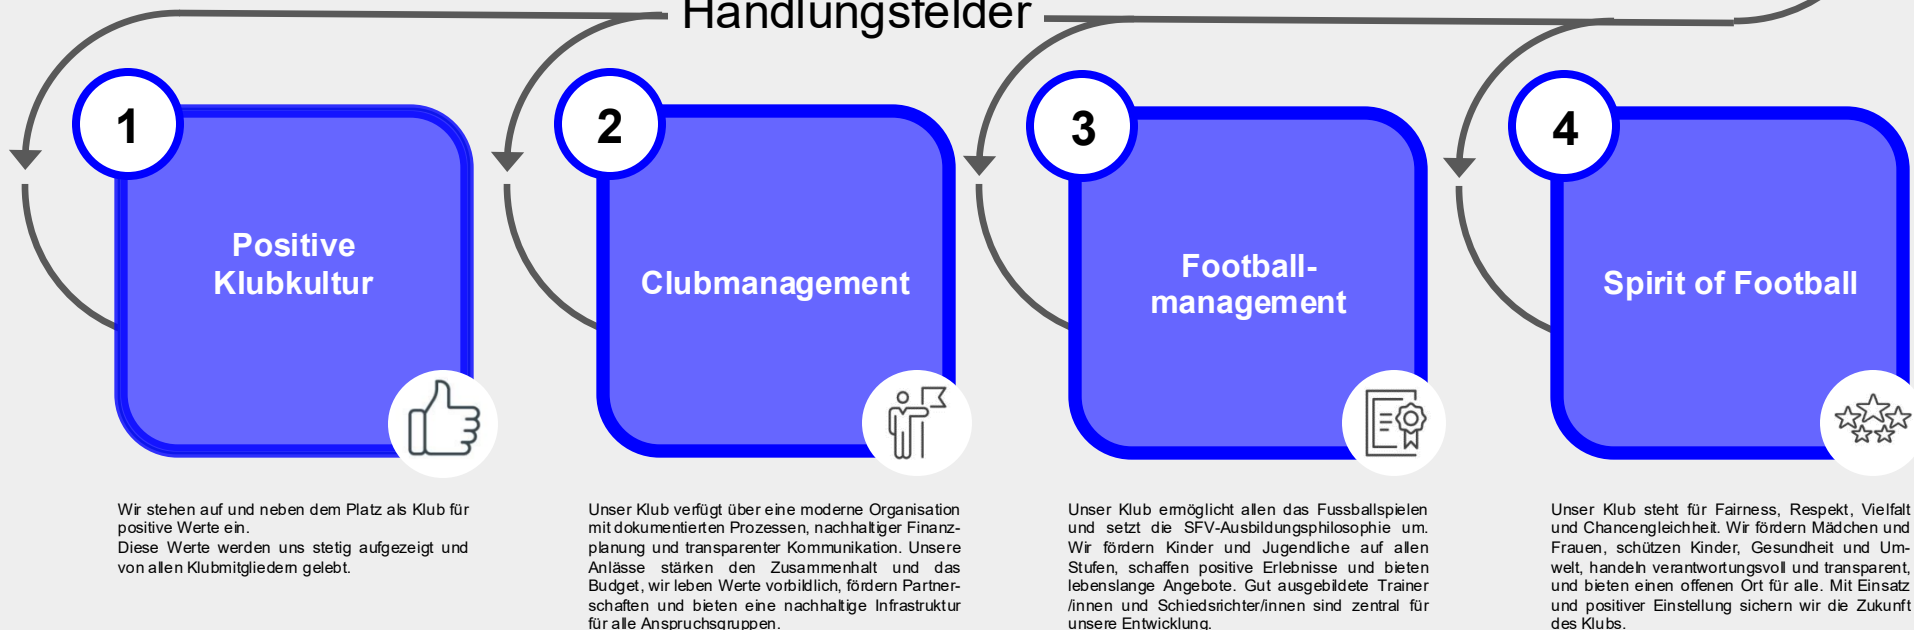 Handlungsfelder
1
Positive
Klubkultur
Wir stehen auf und neben dem Platz als Klub für
positive Werte ein.
Diese Werte werden uns stetig aufgezeigt und
von allen Klubmitgliedern gelebt.
2
Clubmanagement
Unser Klub verfügt über eine moderne Organisation
mit dokumentierten Prozessen, nachhaltiger Finanz-
planung und transparenter Kommunikation. Unsere
Anlässe stärken den Zusammenhalt und das
Budget, wir leben Werte vorbildlich, fördern Partner-
schaften und bieten eine nachhaltige Infrastruktur
für alle Anspruchsgruppen.
3
Football-
management
Unser Klub ermöglicht allen das Fussballspielen
und setzt die SFV-Ausbildungsphilosophie um.
Wir fördern Kinder und Jugendliche auf allen
Stufen, schaffen positive Erlebnisse und bieten
lebenslange Angebote. Gut ausgebildete Trainer
/innen und Schiedsrichter/innen sind zentral für
unsere Entwicklung.
4
Spirit of Football
Unser Klub steht für Fairness, Respekt, Vielfalt
und Chancengleichheit. Wir fördern Mädchen und
Frauen, schützen Kinder, Gesundheit und Um-
welt, handeln verantwortungsvoll und transparent,
und bieten einen offenen Ort für alle. Mit Einsatz
und positiver Einstellung sichern wir die Zukunft
des Klubs.